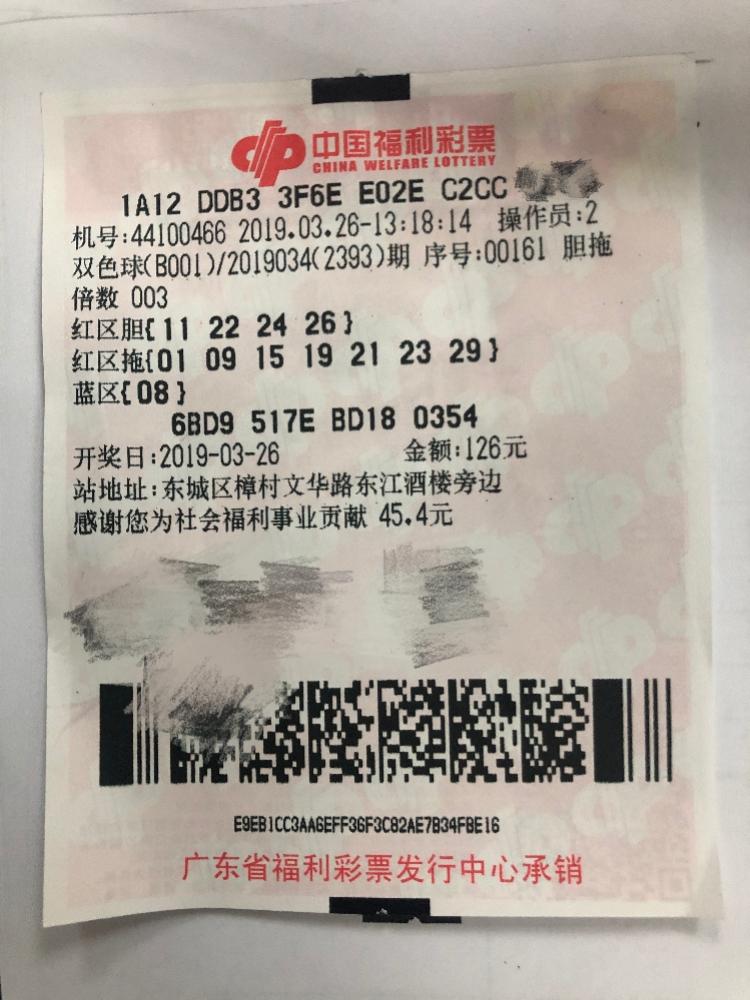 中国福利彩票
CHINA WELFARE LOTTERY
1A12 DDB3 3F6E E02E C2CC
机号:44100466 2019.03.26-13:18:14 操作员:2
双色球(B001)/2019034(2393)期 序号:00161 胆拖
倍数 003
红区胆{ 11 22 24 26 }
红区拖{01 09 15 19 21 23 29 }
蓝区{ 08 }
6BD9 517E BD18 0354
开奖日:2019-03-26 金额:126元
站地址:东城区樟村文华路东江酒楼旁边
感谢您为社会福利事业贡献 45.4元
E9EB1CC3AA6EFF36F3C82AE7B34FBE16
广东省福利彩票发行中心承销